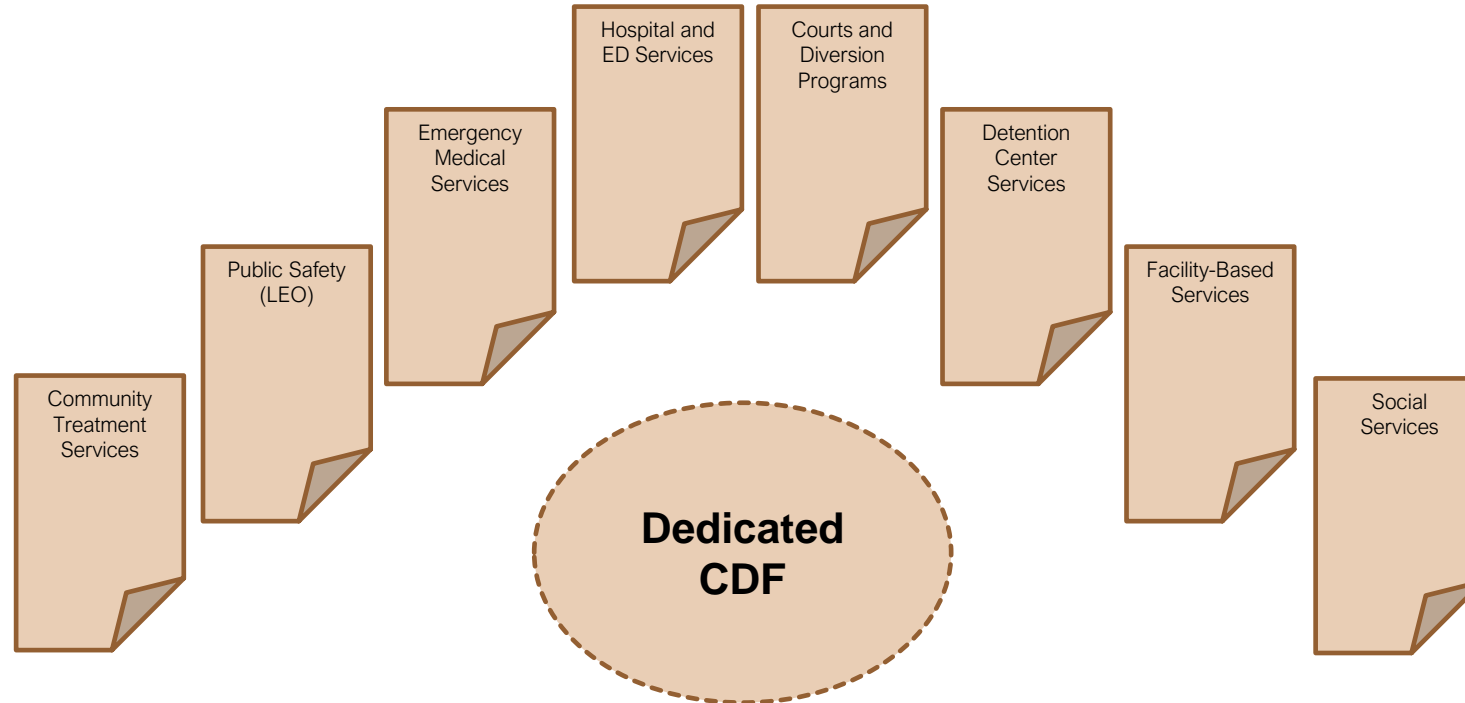 Hospital and
ED Services
Courts and
Diversion
Programs
Emergency
Medical
Services
Detention
Center
Services
Public Safety
(LEO)
Facility-Based
Services
Community
Treatment
Services
Social
Services
Dedicated
CDF